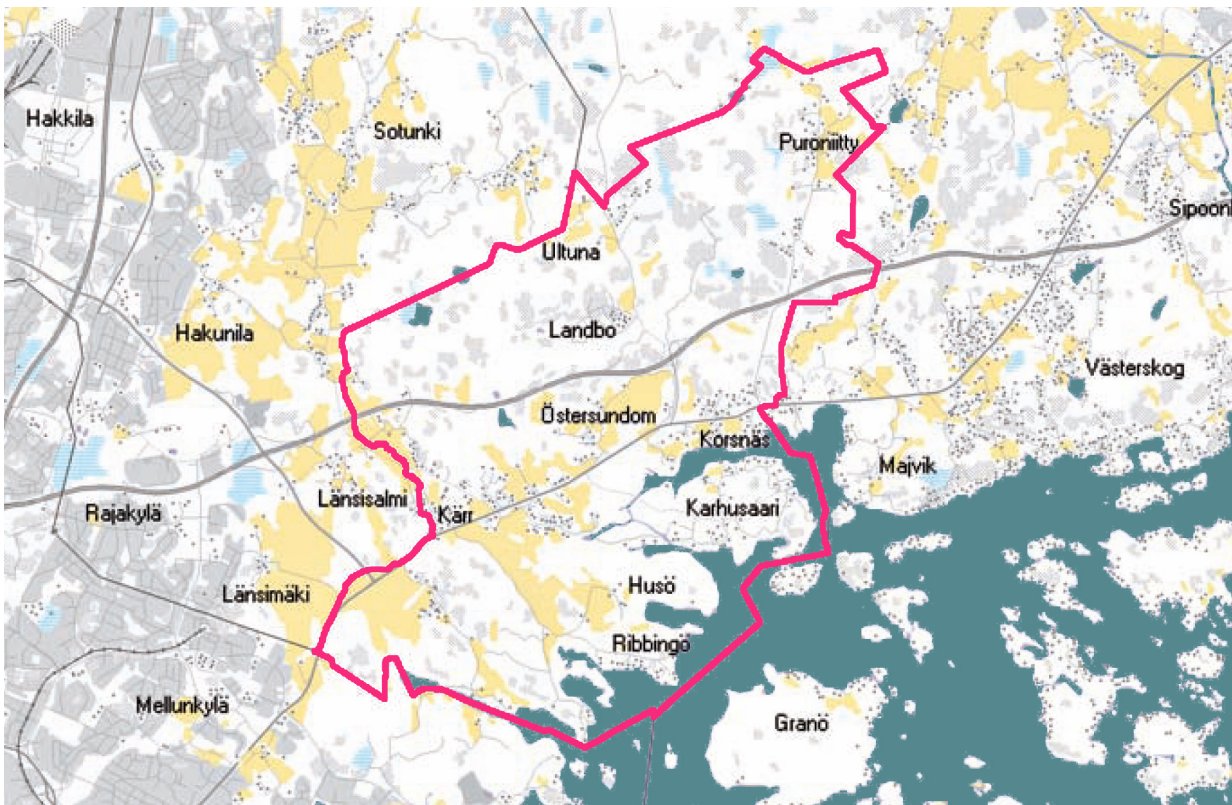 Hakkila
Sotunki
Puroniitty
Sipoonl
Ultuna
Hakunila
Landbo
Västerskog
Östersundom
Korsnäs
Majvik
Länsisalmi
Kärr
Karhusaari
Rajakylä
Länsimäki
Husö
Ribbingö
Mellunkylä
Granö